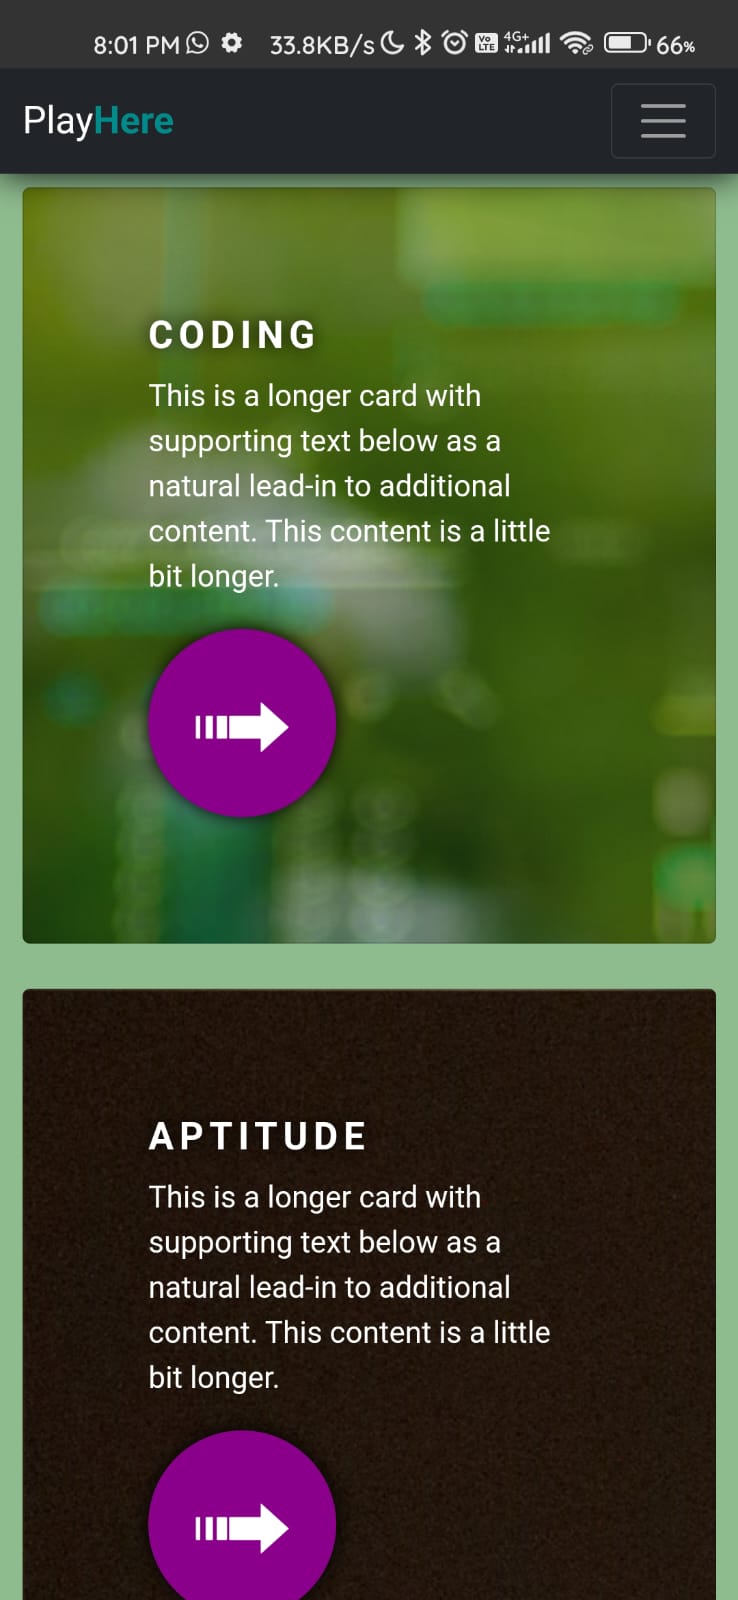 8:01 PM 33.8KB/s Vo LTE 4G+ 66%
PlayHere
CODING
This is a longer card with
supporting text below as a
natural lead-in to additional
content. This content is a little
bit longer.
APTITUDE
This is a longer card with
supporting text below as a
natural lead-in to additional
content. This content is a little
bit longer.